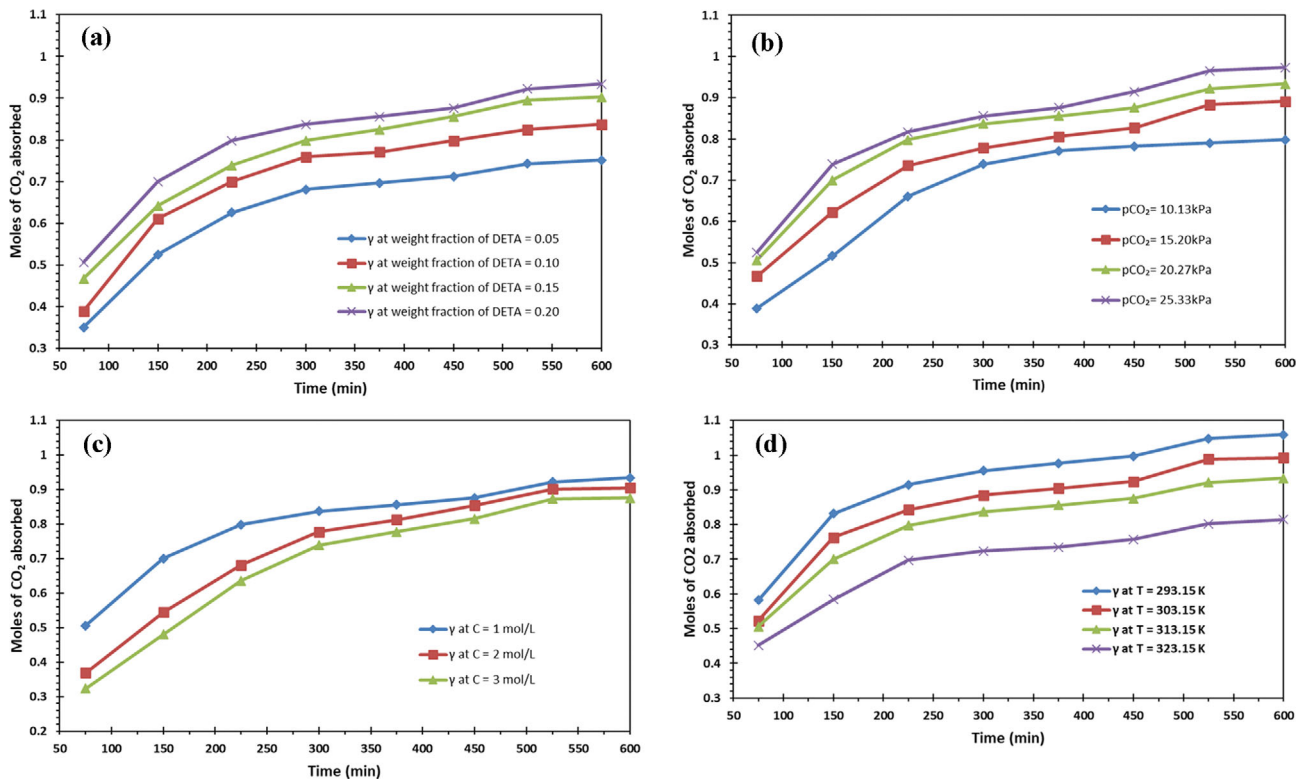 (a)
Moles of CO₂ absorbed
1.1
1
0.9
0.8
0.7
0.6
0.5
0.4
0.3
γ at weight fraction of DETA = 0.05
γ at weight fraction of DETA = 0.10
γ at weight fraction of DETA = 0.15
γ at weight fraction of DETA = 0.20
50 100 150 200 250 300 350 400 450 500 550 600
Time (min)
(b)
Moles of CO₂ absorbed
1.1
1
0.9
0.8
0.7
0.6
0.5
0.4
0.3
pCO₂= 10.13kPa
pCO₂= 15.20kPa
pCO₂= 20.27kPa
pCO₂= 25.33kPa
50 100 150 200 250 300 350 400 450 500 550 600
Time (min)
(c)
Moles of CO₂ absorbed
1.1
1
0.9
0.8
0.7
0.6
0.5
0.4
0.3
0.2
γ at C = 1 mol/L
γ at C = 2 mol/L
γ at C = 3 mol/L
50 100 150 200 250 300 350 400 450 500 550 600
Time (min)
(d)
Moles of CO2 absorbed
1.1
1
0.9
0.8
0.7
0.6
0.5
0.4
0.3
γ at T = 293.15 K
γ at T = 303.15 K
γ at T = 313.15 K
γ at T = 323.15 K
50 100 150 200 250 300 350 400 450 500 550 600
Time (min)